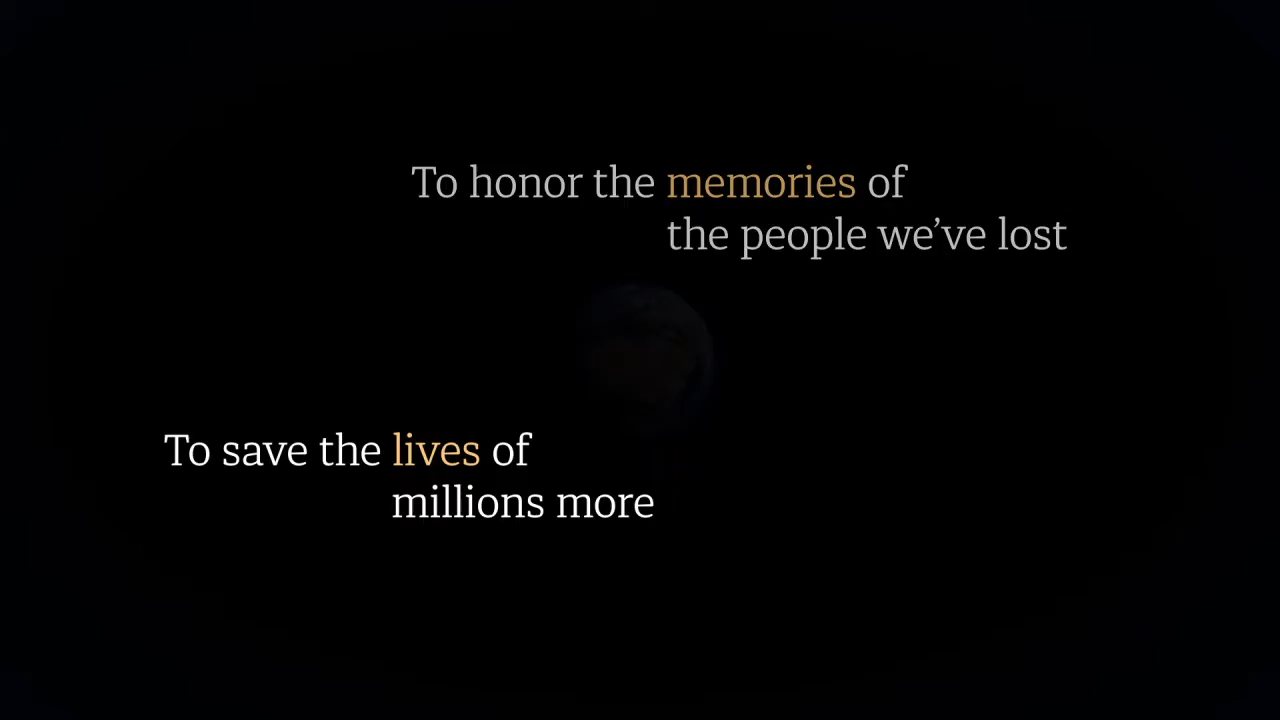 To honor the memories of
the people we’ve lost
To save the lives of
millions more